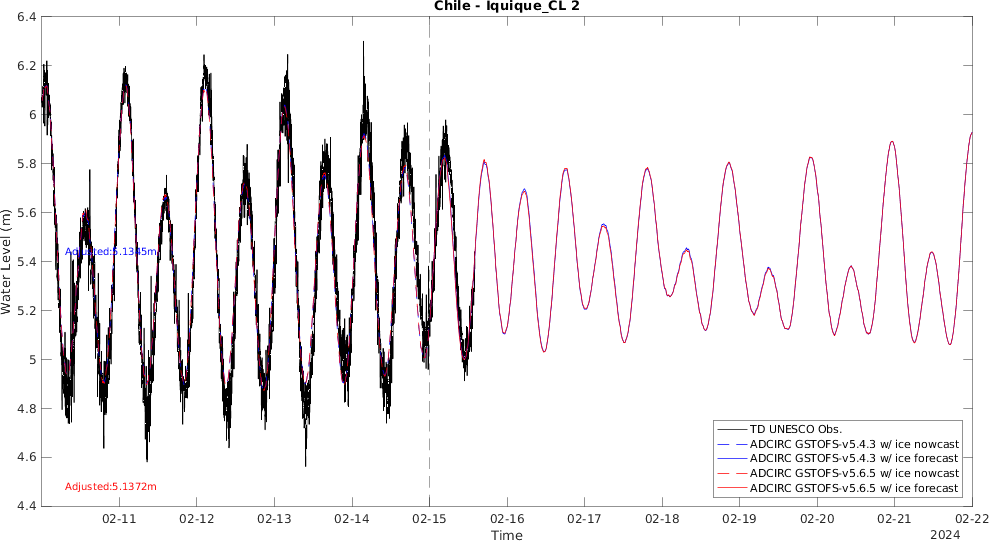 Chile - Iquique_CL 2
Water Level (m)
6.4
6.2
6
5.8
5.6
5.4
5.2
5
4.8
4.6
4.4
Adjusted:5.1345m
Adjusted:5.1372m
TD UNESCO Obs.
ADCIRC GSTOFS-v5.4.3 w/ ice nowcast
ADCIRC GSTOFS-v5.4.3 w/ ice forecast
ADCIRC GSTOFS-v5.6.5 w/ ice nowcast
ADCIRC GSTOFS-v5.6.5 w/ ice forecast
02-11 02-12 02-13 02-14 02-15 02-16 02-17 02-18 02-19 02-20 02-21 02-22
Time
2024